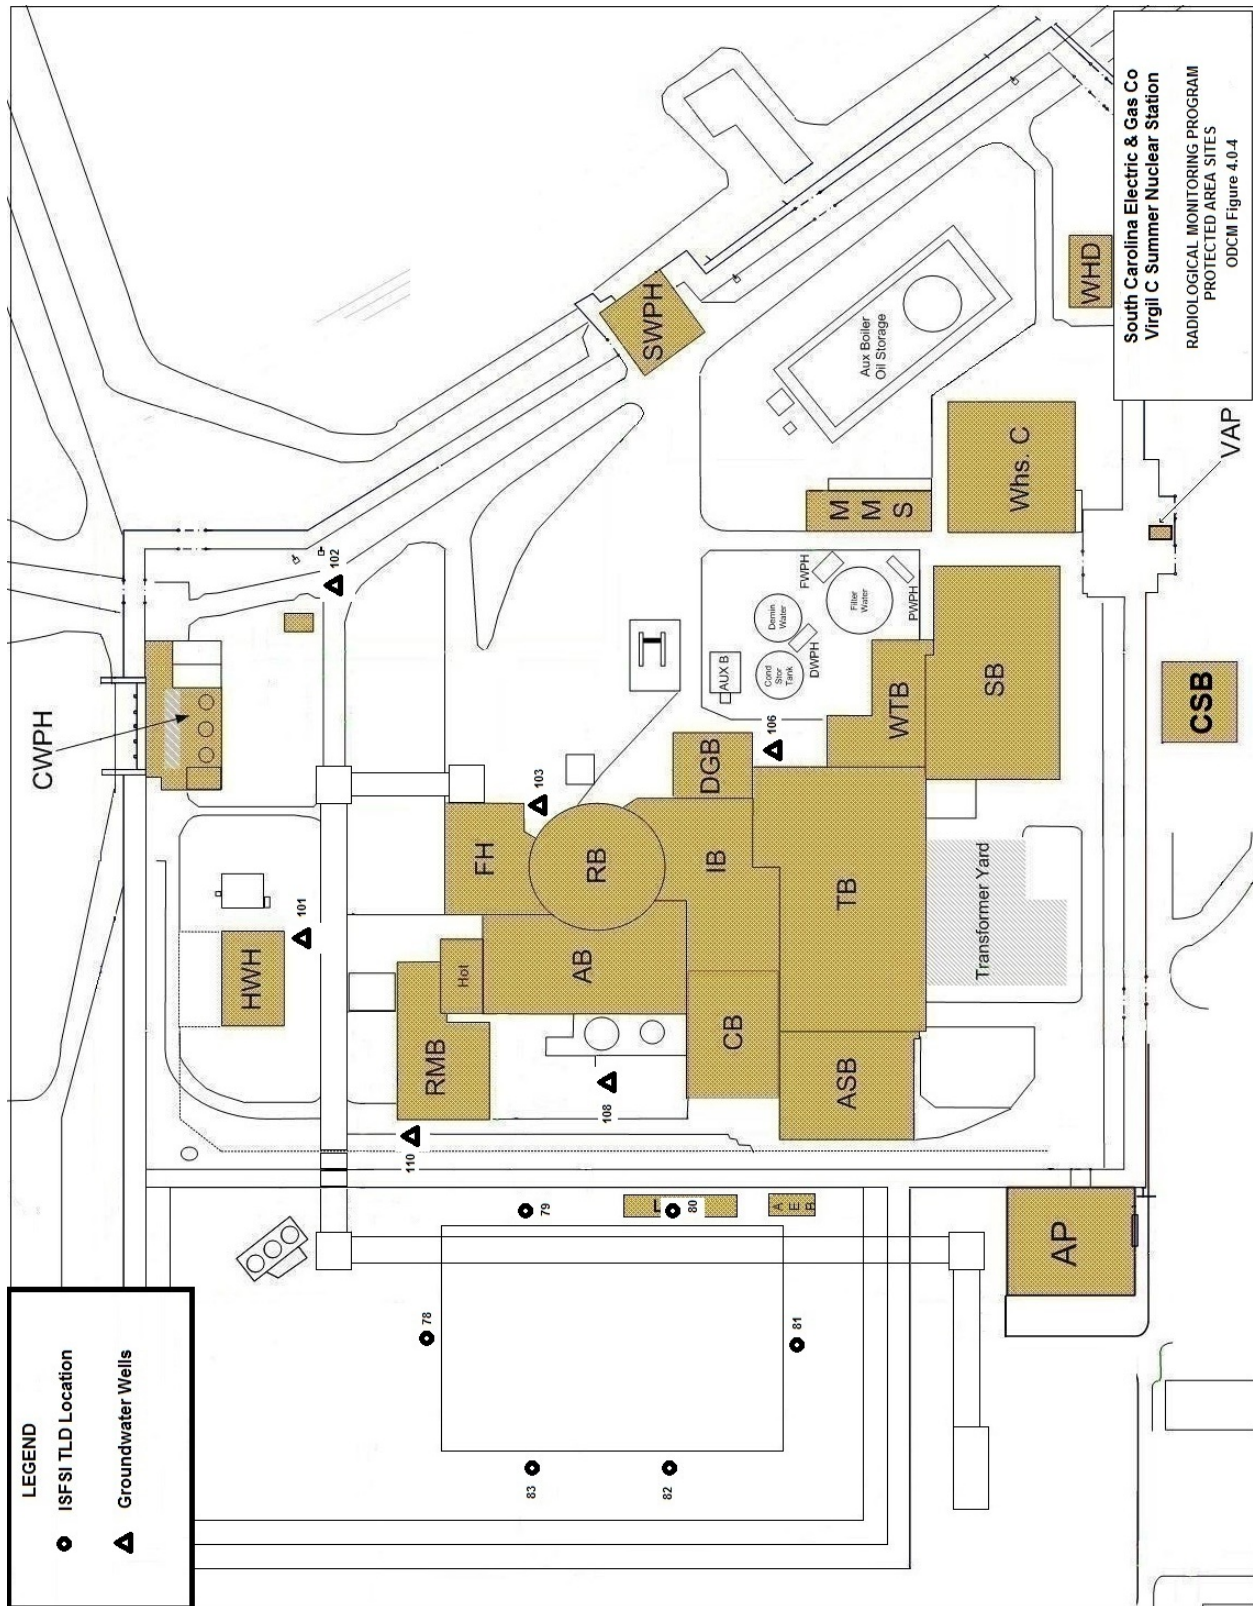 South Carolina Electric & Gas Co
Virgil C Summer Nuclear Station
RADIOLOGICAL MONITORING PROGRAM
PROTECTED AREA SITES
ODCM Figure 4.0-4
LEGEND
ISFSI TLD Location
Groundwater Wells
CWPH
SWPH
WHD
Aux Boiler
Oil Storage
Whs. C
VAP
M
M
S
102
FWPH
Filter
Water
PWPH
Demin
Water
DWPH
Cond
Stor
Tank
AUX B
106
WTB
SB
CSB
DGB
103
FH
RB
IB
TB
Transformer Yard
101
HWH
Hot
AB
RMB
CB
ASB
108
110
79
80
A
E
B
AP
78
81
83
82